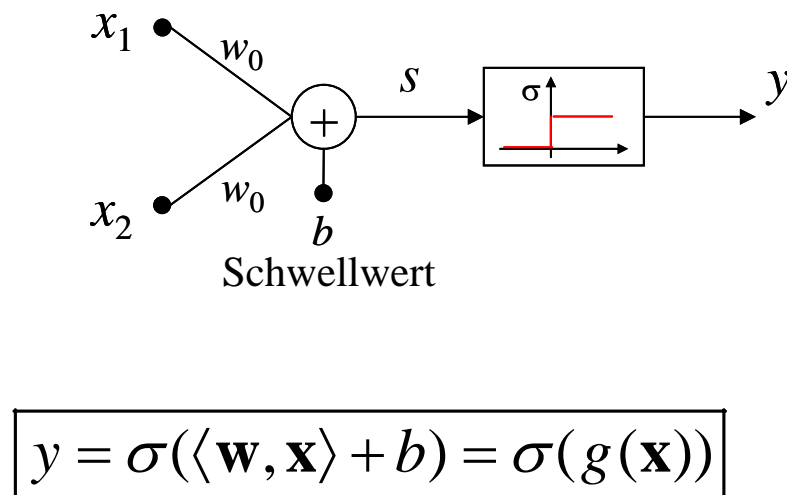 x₁
w₀
s
σ
y
+
w₀
x₂
b
Schwellwert
y = σ(⟨w, x⟩ + b) = σ(g(x))